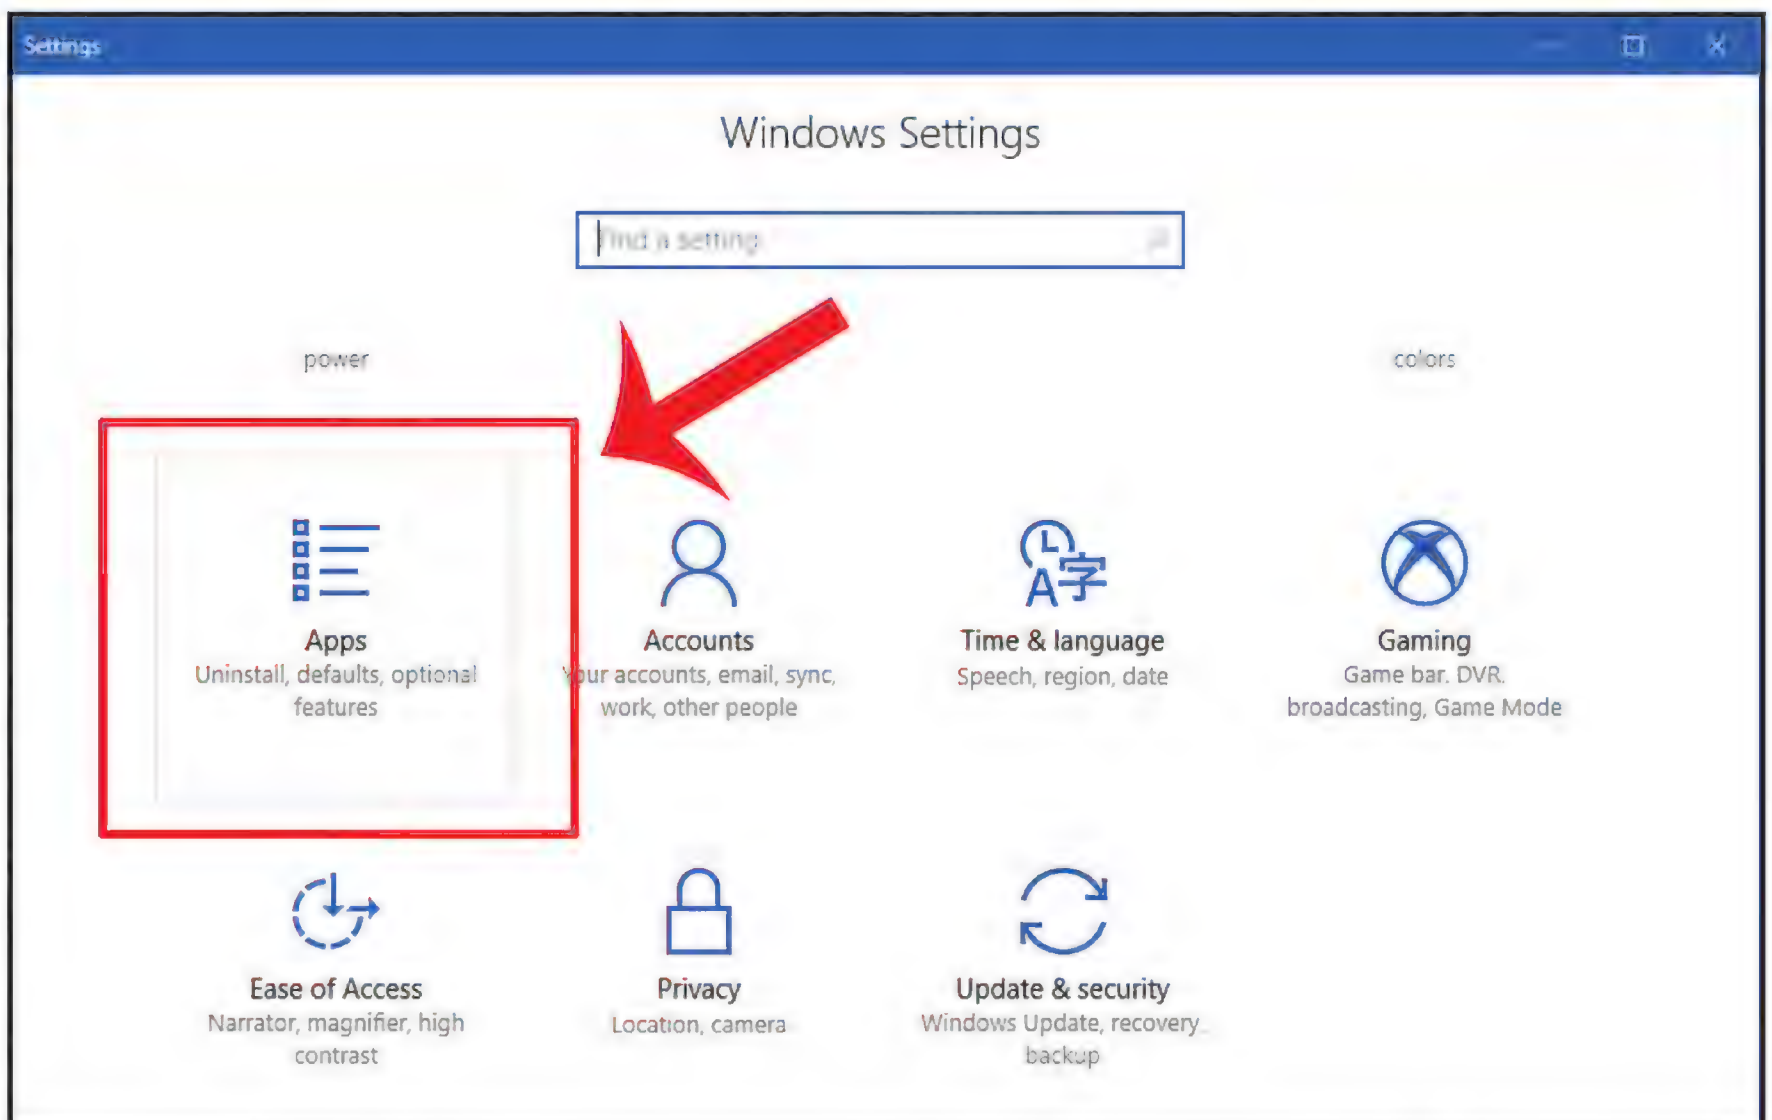 Settings
Windows Settings
Find a setting
power
colors
Apps
Uninstall, defaults, optional
features
Accounts
Your accounts, email, sync,
work, other people
Time & language
Speech, region, date
Gaming
Game bar. DVR.
broadcasting, Game Mode
Ease of Access
Narrator, magnifier, high
contrast
Privacy
Location, camera
Update & security
Windows Update, recovery
backup